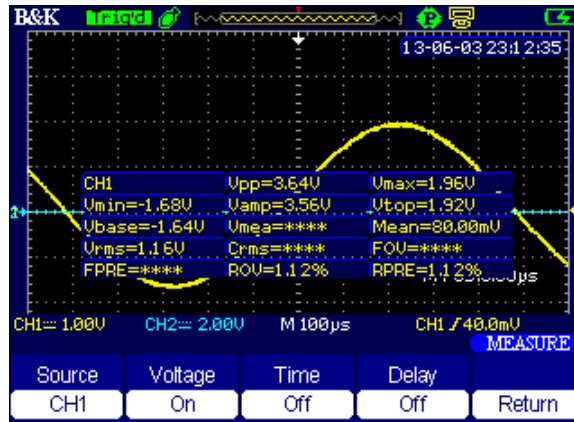 B&K Trig'd P
13-06-03 23:12:35
CH1 Vpp=3.64V Vmax=1.96V
Vmin=-1.68V Vamp=3.56V Vtop=1.92V
Vbase=-1.64V Vmea=**** Mean=80.00mV
Vrms=1.16V Crms=**** FOV=****
FPRE=**** ROV=1.12% RPRE=1.12%
µs
2
CH1 1.00V CH2 2.00V M 100µs CH1 40.0mV
MEASURE
Source Voltage Time Delay
CH1 On Off Off Return